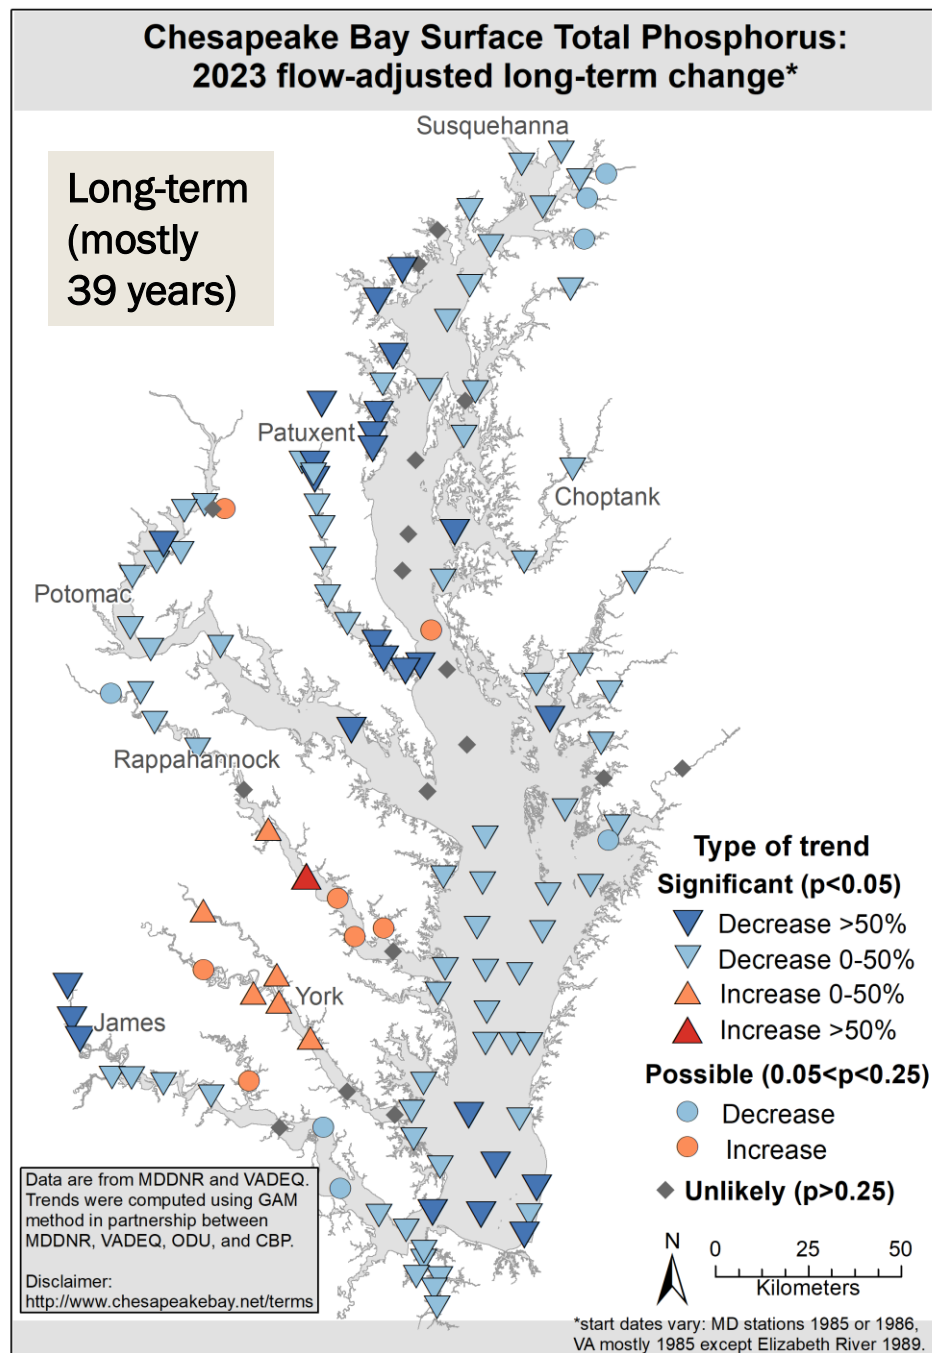 Chesapeake Bay Surface Total Phosphorus:
2023 flow-adjusted long-term change*
Susquehanna
Long-term
(mostly
39 years)
Patuxent
Choptank
Potomac
Rappahannock
York
James
Type of trend
Significant (p<0.05)
Decrease >50%
Decrease 0-50%
Increase 0-50%
Increase >50%
Possible (0.05<p<0.25)
Decrease
Increase
Unlikely (p>0.25)
Data are from MDDNR and VADEQ.
Trends were computed using GAM
method in partnership between
MDDNR, VADEQ, ODU, and CBP.
Disclaimer:
http://www.chesapeakebay.net/terms
N
0 25 50
Kilometers
*start dates vary: MD stations 1985 or 1986,
VA mostly 1985 except Elizabeth River 1989.